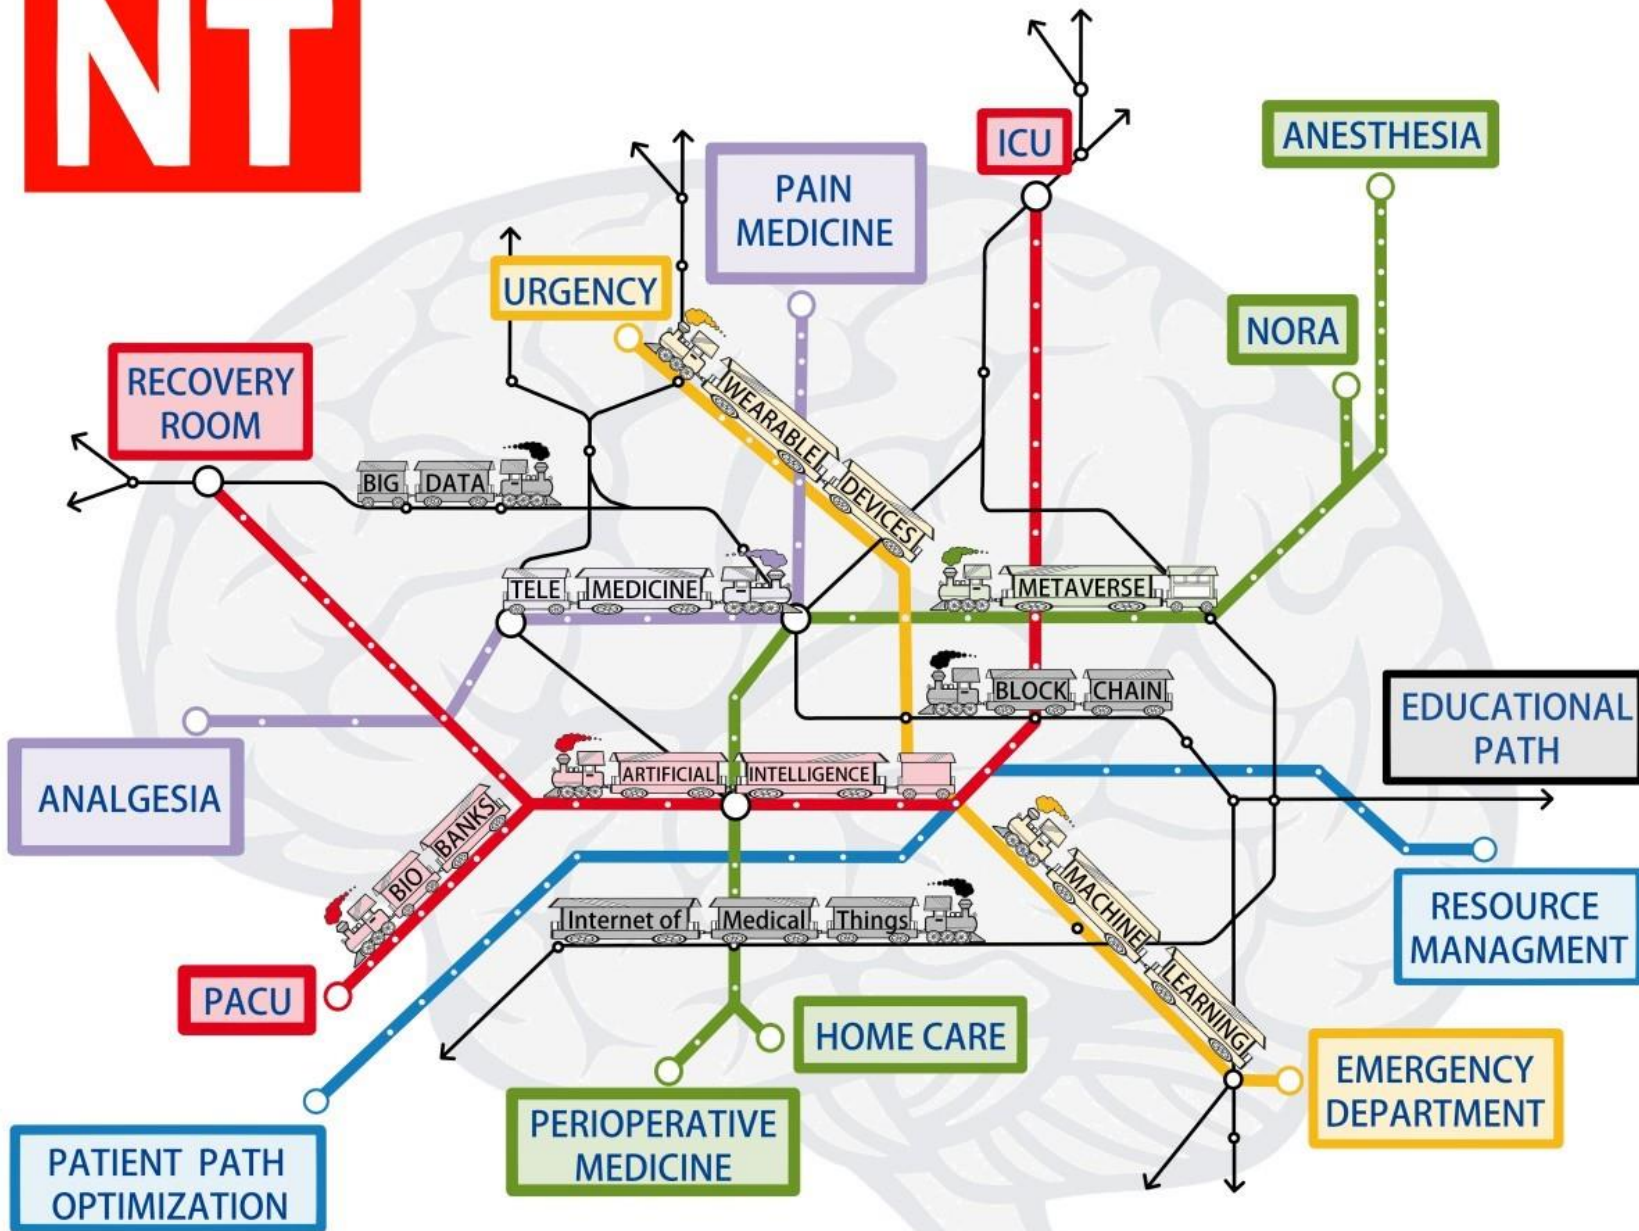 NT
ICU
ANESTHESIA
PAIN
MEDICINE
URGENCY
NORA
RECOVERY
ROOM
WEARABLE
DEVICES
BIG DATA
TELE MEDICINE
METAVERSE
BLOCK CHAIN
EDUCATIONAL
PATH
ANALGESIA
ARTIFICIAL INTELLIGENCE
BIO BANKS
MACHINE
LEARNING
RESOURCE
MANAGMENT
Internet of Medical Things
PACU
HOME CARE
EMERGENCY
DEPARTMENT
PERIOPERATIVE
MEDICINE
PATIENT PATH
OPTIMIZATION